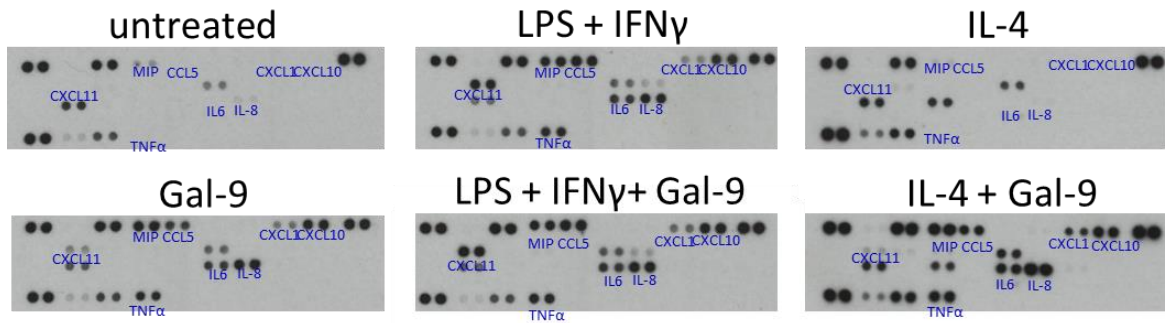 untreated
LPS + IFNγ
IL-4
MIP CCL5 CXCL1 CXCL10
CXCL11
IL6 IL-8
TNFα
MIP CCL5 CXCL1 CXCL10
CXCL11
IL6 IL-8
TNFα
MIP CCL5 CXCL1 CXCL10
CXCL11
IL6 IL-8
TNFα
Gal-9
LPS + IFNγ+ Gal-9
IL-4 + Gal-9
MIP CCL5 CXCL1 CXCL10
CXCL11
IL6 IL-8
TNFα
MIP CCL5 CXCL1 CXCL10
CXCL11
IL6 IL-8
TNFα
MIP CCL5 CXCL1 CXCL10
CXCL11
IL6 IL-8
TNFα